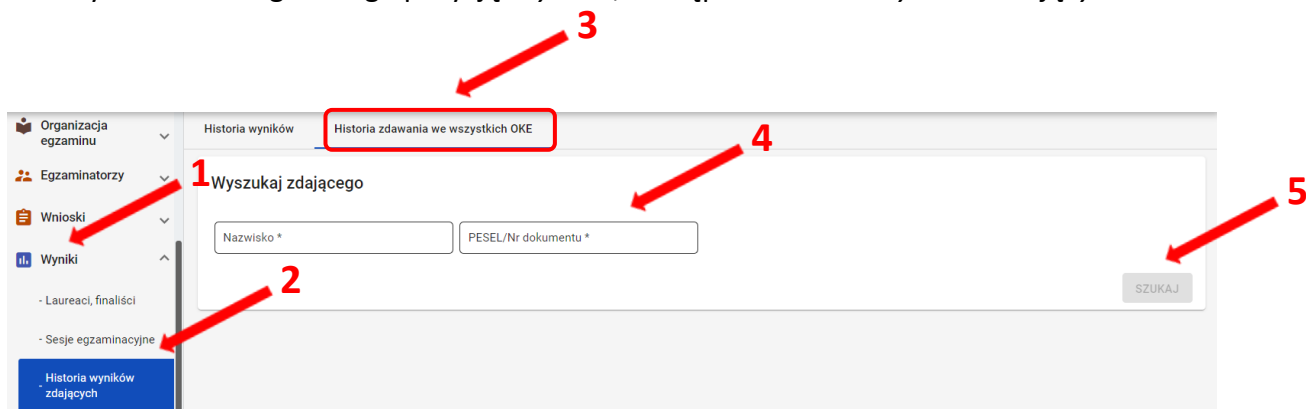 3
Organizacja
egzaminu
Historia wyników
Historia zdawania we wszystkich OKE
4
Egzaminatorzy
1
Wyszukaj zdającego
5
Wnioski
Nazwisko *
PESEL/Nr dokumentu *
Wyniki
2
SZUKAJ
- Laureaci, finaliści
- Sesje egzaminacyjne
- Historia wyników
zdających